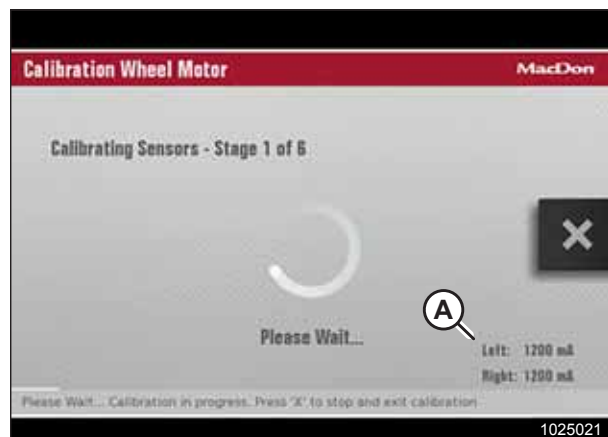 Calibration Wheel Motor MacDon
Calibrating Sensors - Stage 1 of 6
A
Please Wait...
Left: 1200 mA
Right: 1200 mA
Please Wait... Calibration in progress. Press 'X' to stop and exit calibration
1025021